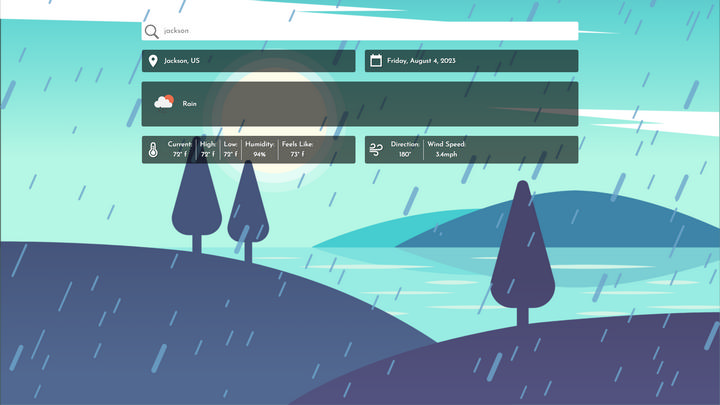 jackson
Jackson, US
Friday, August 4, 2023
Rain
Current: High: Low: Humidity: Feels Like:
72° f 72° f 72° f 94% 73° f
Direction: Wind Speed:
180° 3.4mph